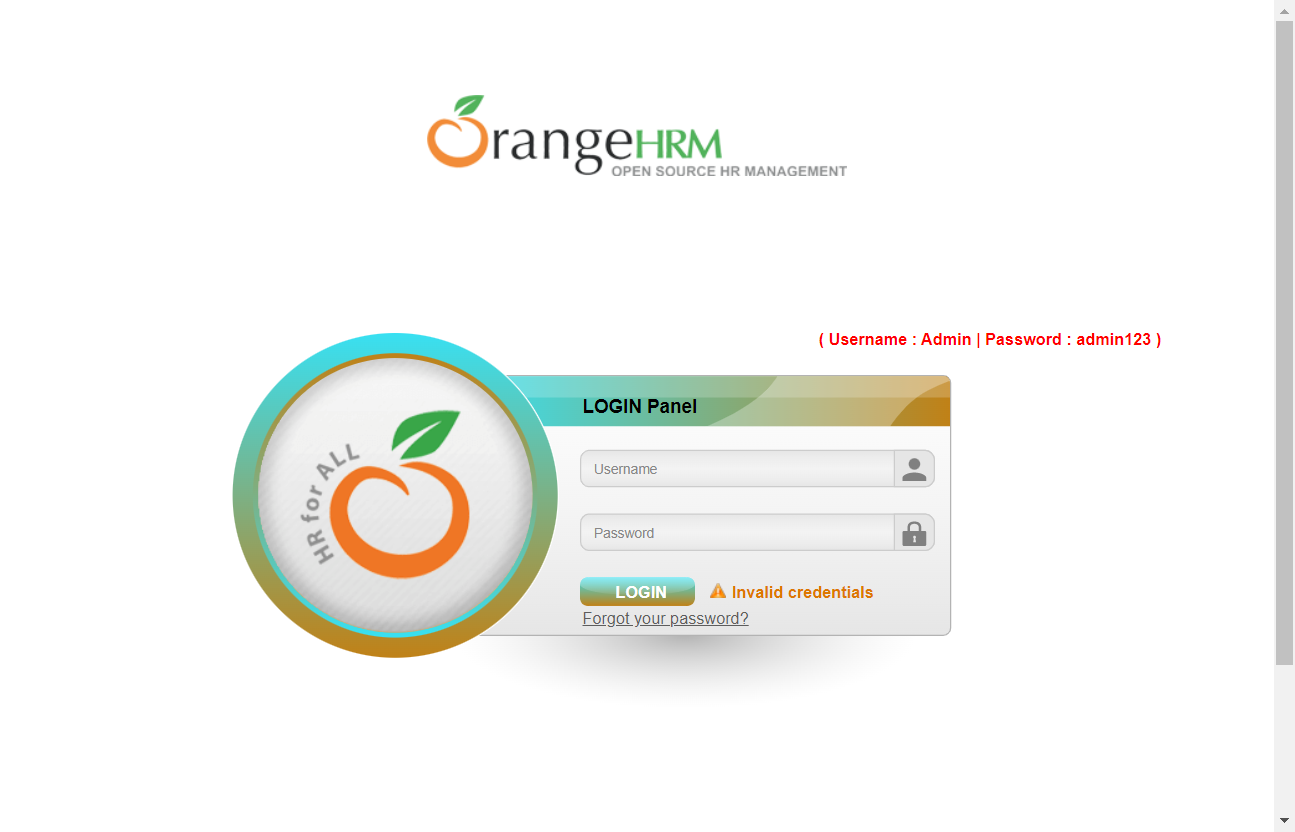 OrangeHRM
OPEN SOURCE HR MANAGEMENT
( Username : Admin | Password : admin123 )
LOGIN Panel
HR for ALL
Username
Password
LOGIN
Invalid credentials
Forgot your password?